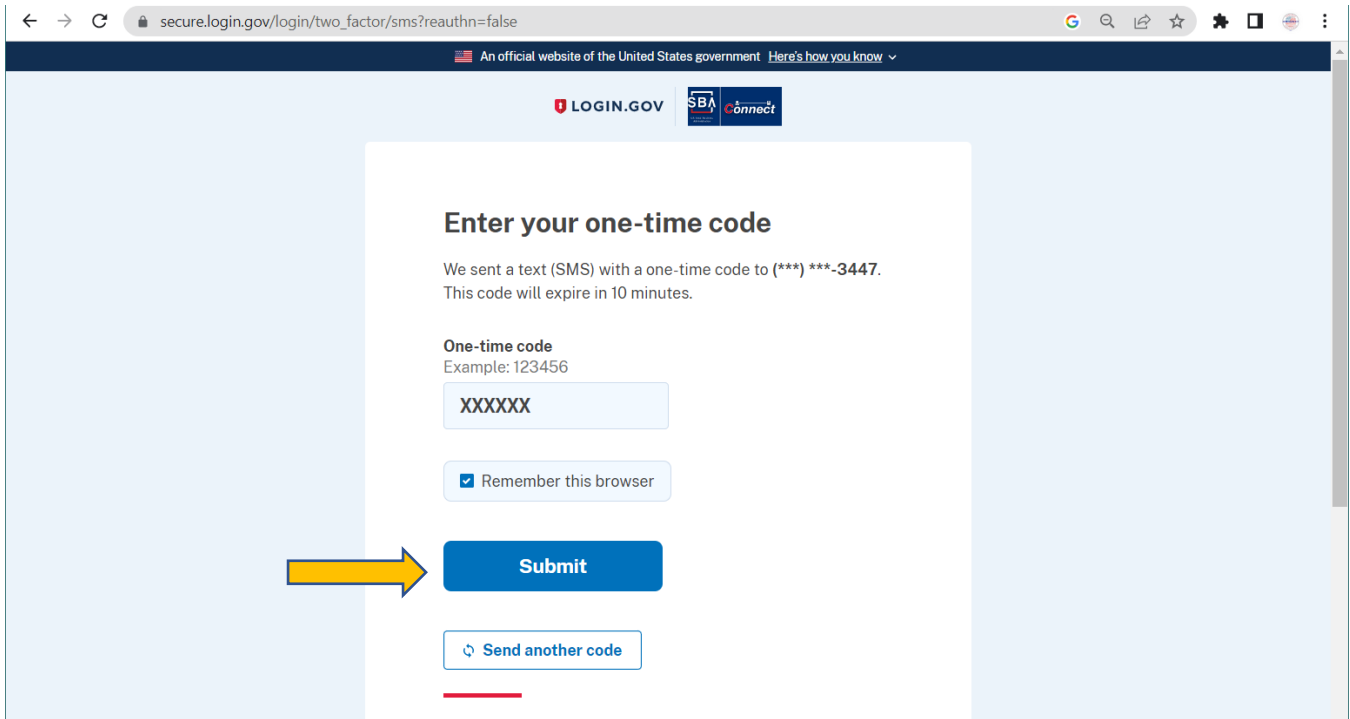 secure.login.gov/login/two_factor/sms?reauthn=false
An official website of the United States government Here's how you know
LOGIN.GOV SBA Connect
Enter your one-time code
We sent a text (SMS) with a one-time code to (***) ***-3447.
This code will expire in 10 minutes.
One-time code
Example: 123456
XXXXXX
Remember this browser
Submit
Send another code